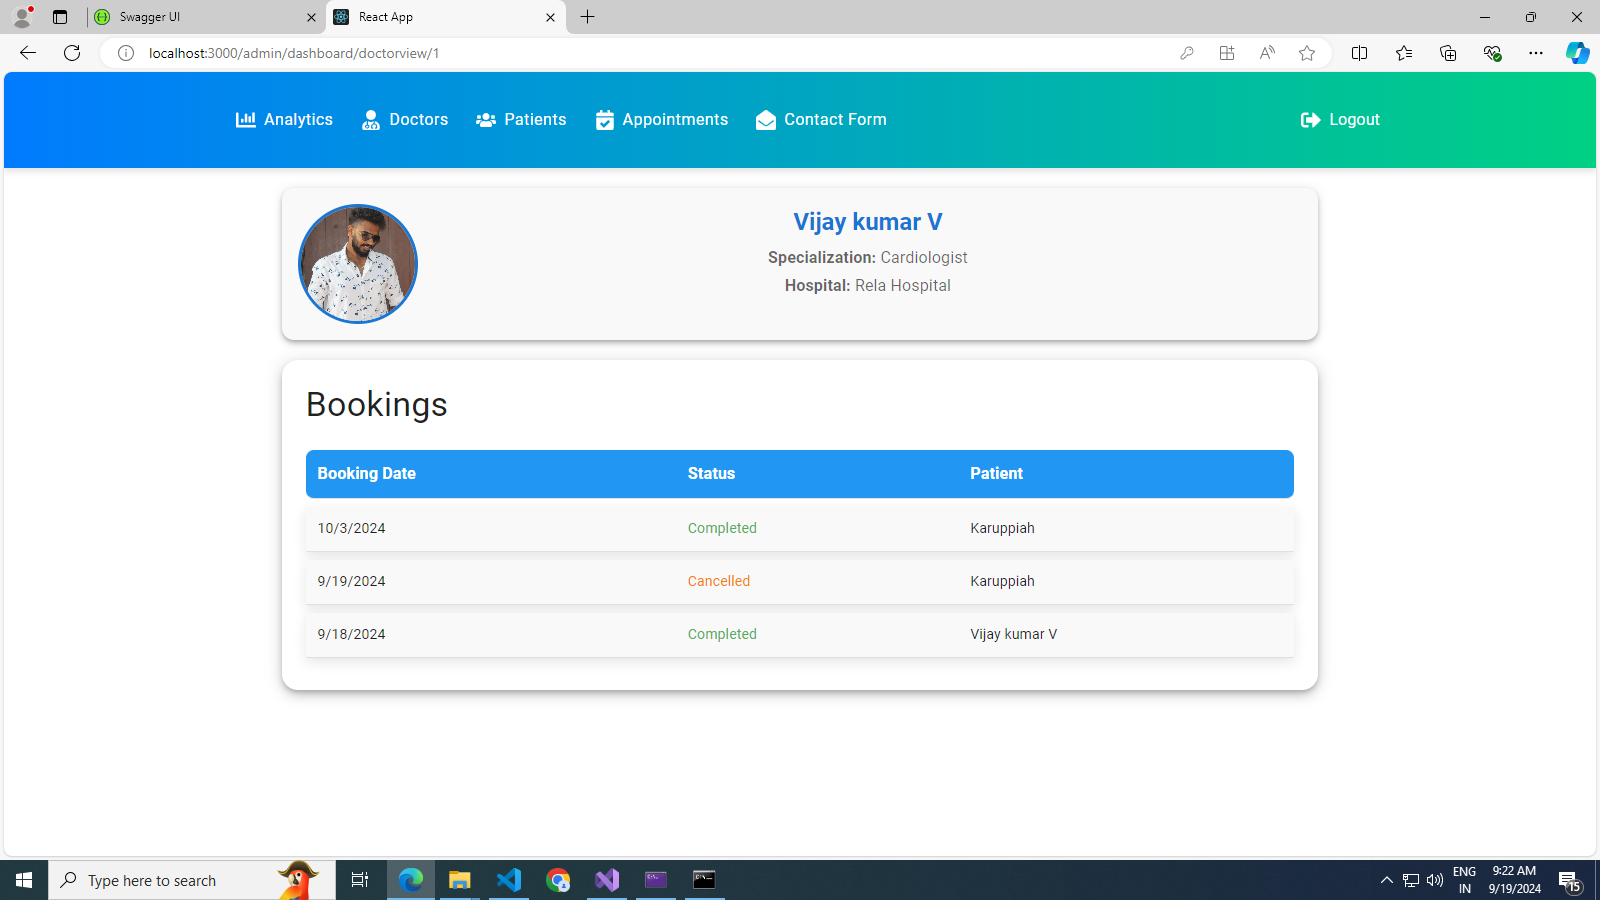 Swagger UI
React App
localhost:3000/admin/dashboard/doctorview/1
Analytics
Doctors
Patients
Appointments
Contact Form
Logout
Vijay kumar V
Specialization: Cardiologist
Hospital: Rela Hospital
Bookings
Booking Date Status Patient
10/3/2024 Completed Karuppiah
9/19/2024 Cancelled Karuppiah
9/18/2024 Completed Vijay kumar V
Type here to search
ENG
IN
9:22 AM
9/19/2024
15